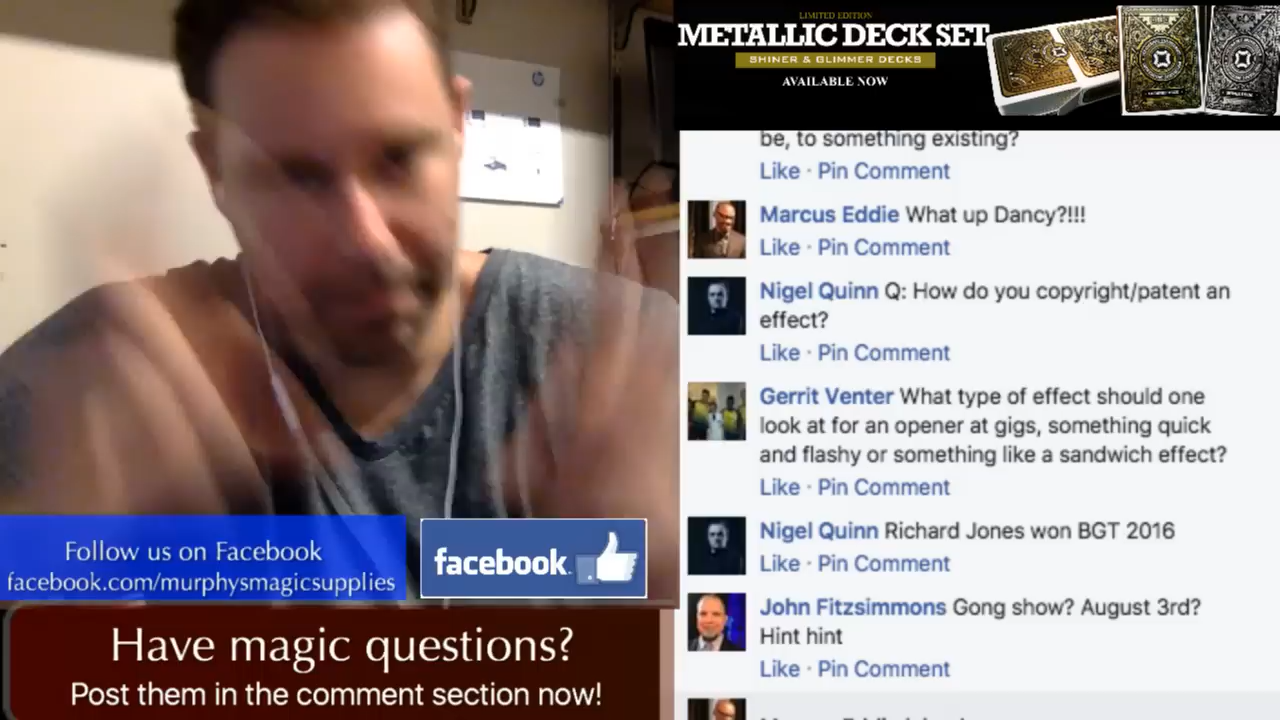 LIMITED EDITION
METALLIC DECK SET
SHINER & GLIMMER DECKS
AVAILABLE NOW
be, to something existing?
Like · Pin Comment
Marcus Eddie What up Dancy?!!!
Like · Pin Comment
Nigel Quinn Q: How do you copyright/patent an
effect?
Like · Pin Comment
Gerrit Venter What type of effect should one
look at for an opener at gigs, something quick
and flashy or something like a sandwich effect?
Like · Pin Comment
Nigel Quinn Richard Jones won BGT 2016
Like · Pin Comment
John Fitzsimmons Gong show? August 3rd?
Hint hint
Like · Pin Comment
hp
Follow us on Facebook
facebook.com/murphysmagicsupplies
facebook.
Have magic questions?
Post them in the comment section now!